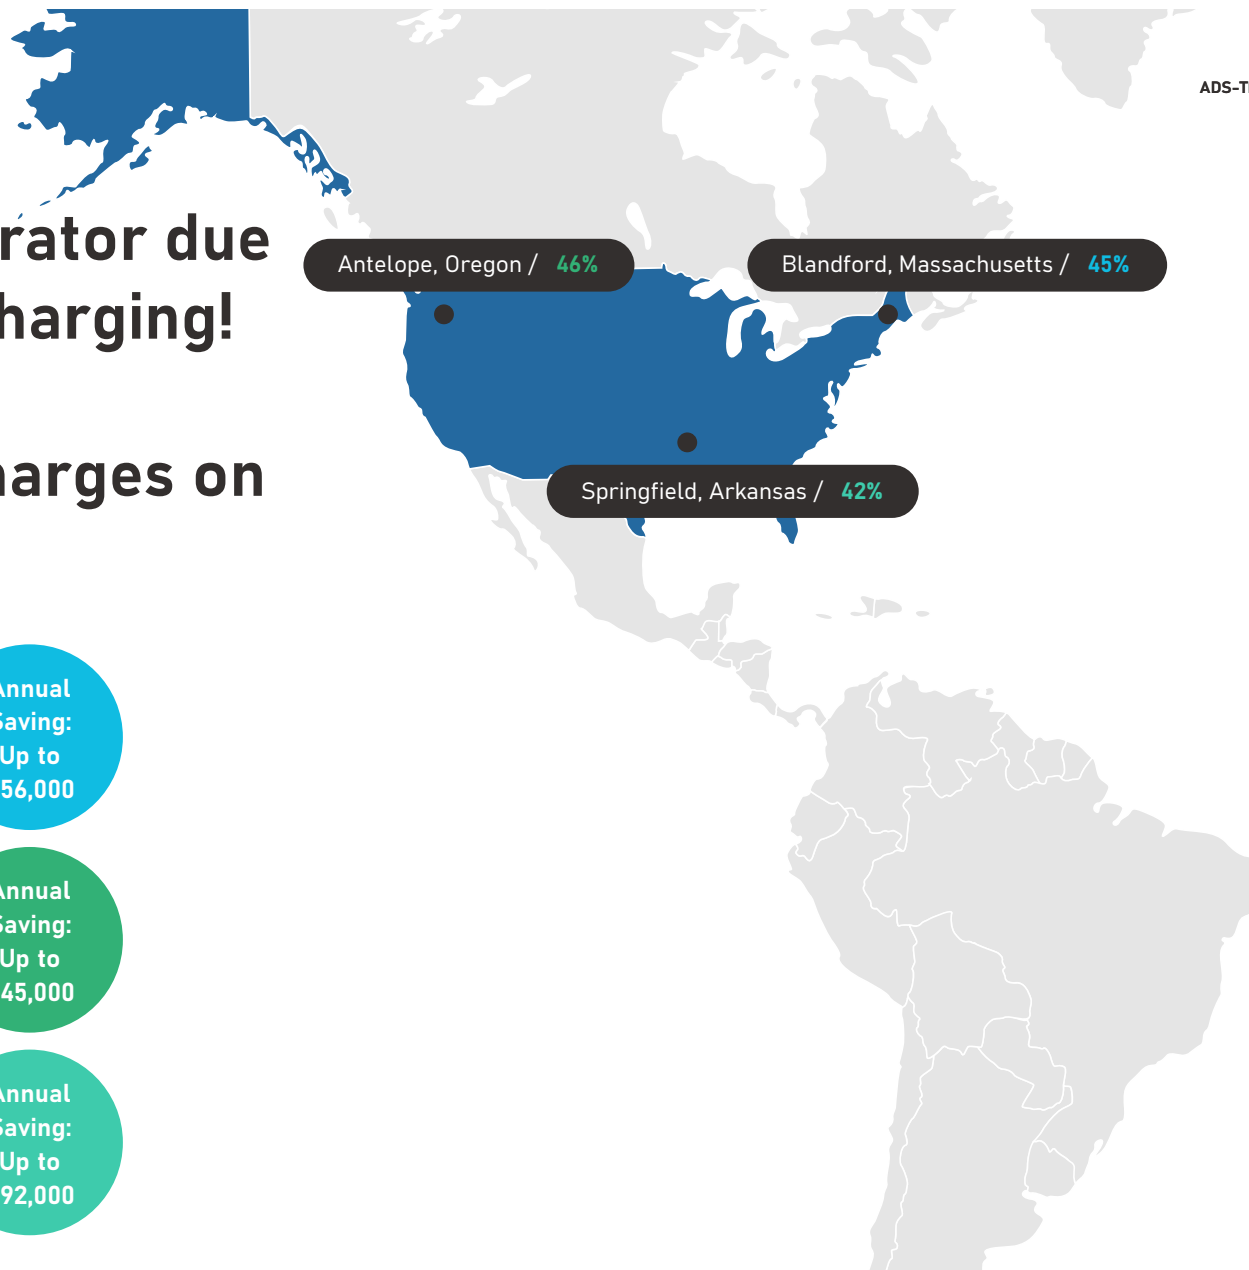 ADS-T
rator due
harging!
harges on
Antelope, Oregon / 46%
Blandford, Massachusetts / 45%
Springfield, Arkansas / 42%
Annual
Saving:
Up to
56,000
Annual
Saving:
Up to
45,000
Annual
Saving:
Up to
92,000